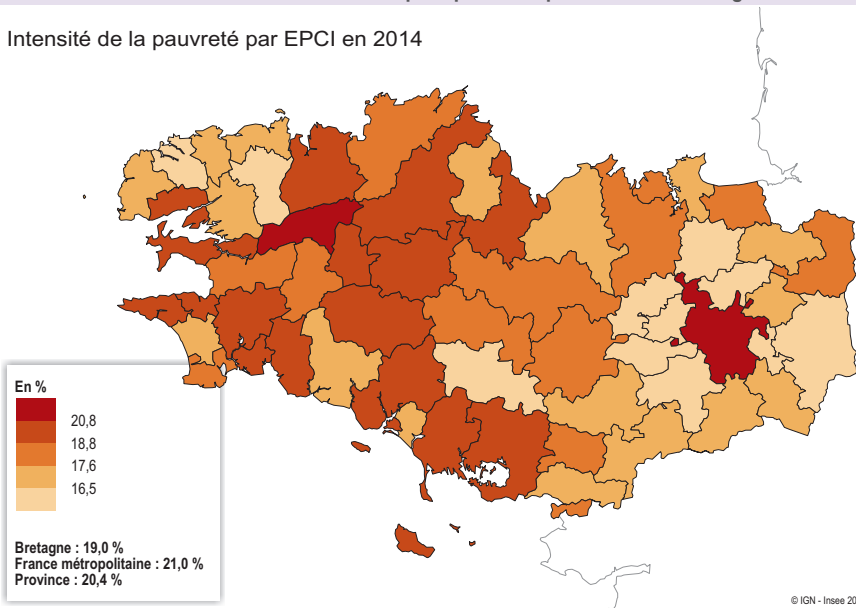 Intensité de la pauvreté par EPCI en 2014
En %
20,8
18,8
17,6
16,5
Bretagne : 19,0 %
France métropolitaine : 21,0 %
Province : 20,4 %
© IGN - Insee 20